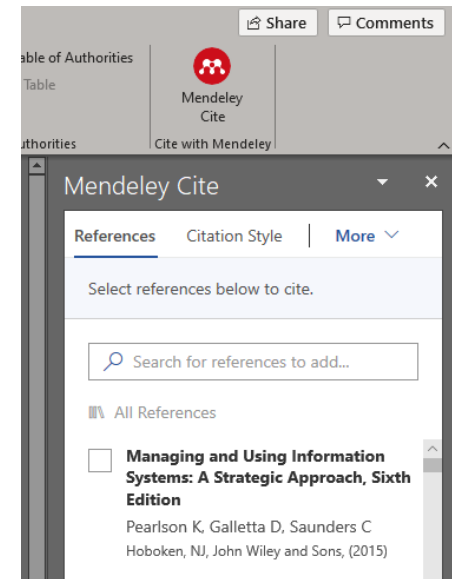 Share
Comments
able of Authorities
Table
Mendeley
Cite
uthorities
Cite with Mendeley
Mendeley Cite
References
Citation Style
More
Select references below to cite.
Search for references to add...
All References
Managing and Using Information
Systems: A Strategic Approach, Sixth
Edition
Pearlson K, Galletta D, Saunders C
Hoboken, NJ, John Wiley and Sons, (2015)